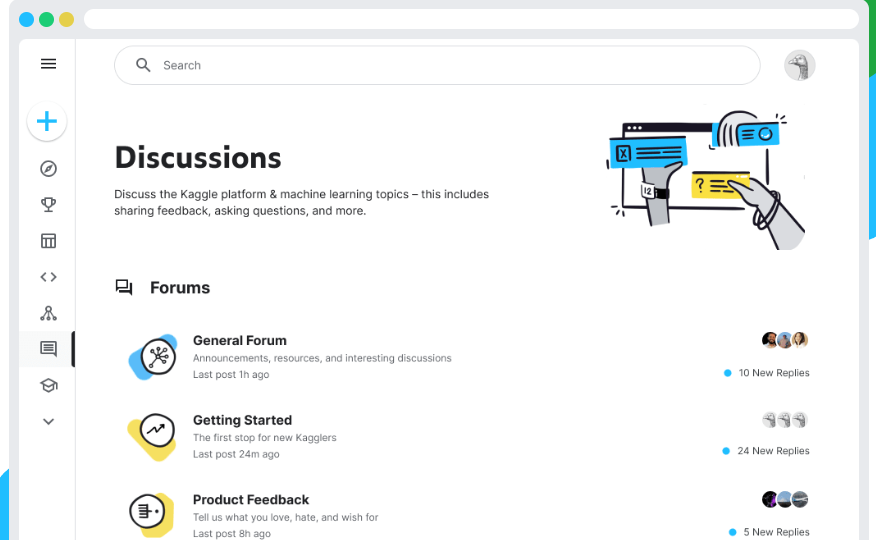 Search
Discussions
Discuss the Kaggle platform & machine learning topics – this includes
sharing feedback, asking questions, and more.
X
?
12
Forums
General Forum
Announcements, resources, and interesting discussions
Last post 1h ago
10 New Replies
Getting Started
The first stop for new Kagglers
Last post 24m ago
24 New Replies
Product Feedback
Tell us what you love, hate, and wish for
Last post 8h ago
5 New Replies